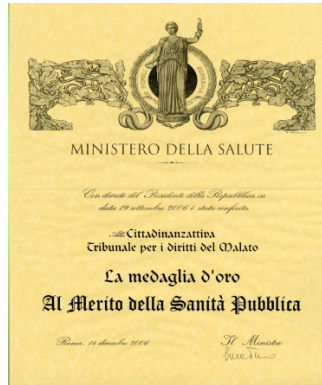 MINISTERO DELLA SALUTE
Con decreto del Presidente della Repubblica in
data 19 settembre 2006 è stata conferita
A Cittadinanzattiva
Tribunale per i diritti del Malato
La medaglia d'oro
Al Merito della Sanità Pubblica
Roma, 14 dicembre 2006
Il Ministro